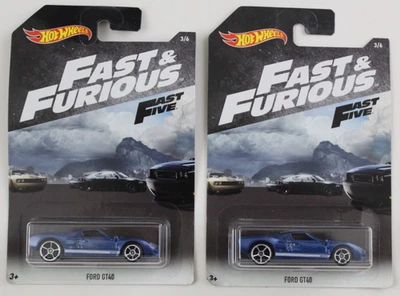 Hot Wheels
3/6
FAST &
FURIOUS
FAST FIVE
FORD GT40
3+
Hot Wheels
3/6
FAST &
FURIOUS
FAST FIVE
FORD GT40
3+